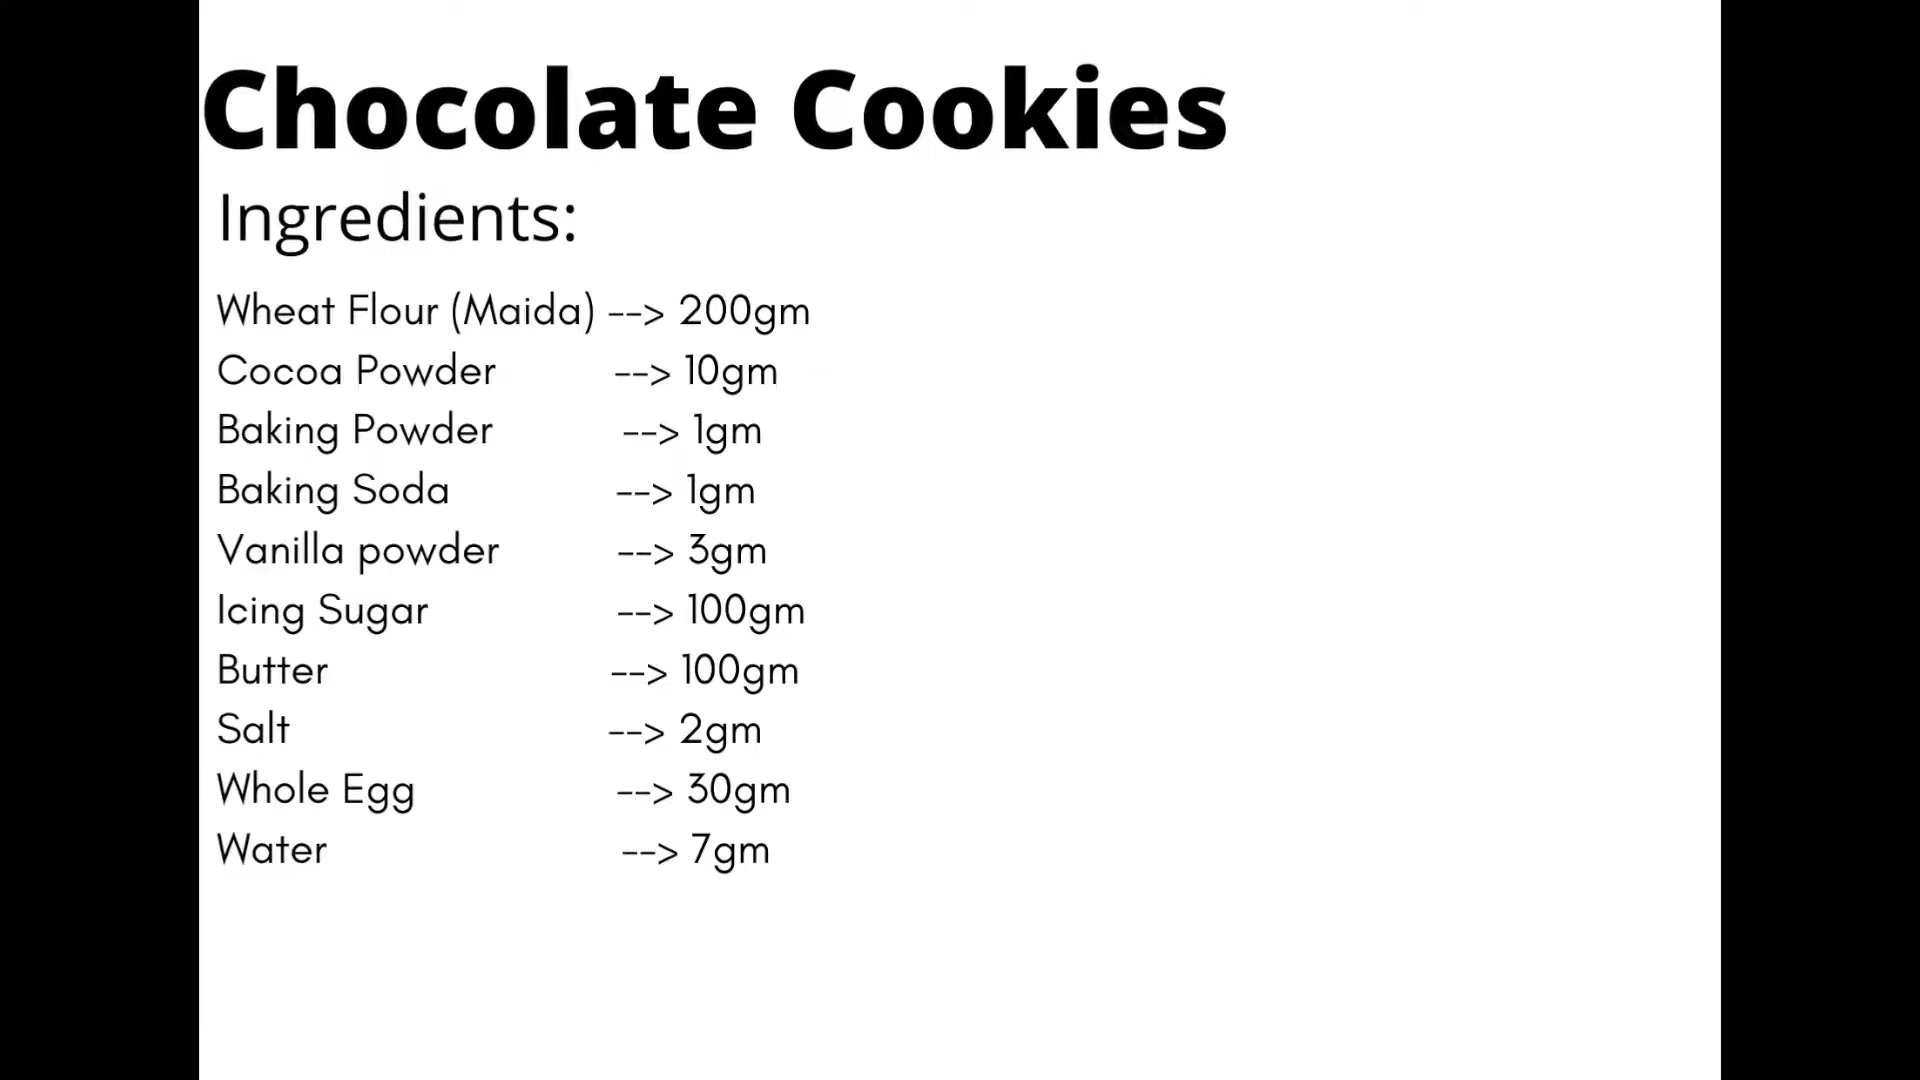 Chocolate Cookies
Ingredients:
Wheat Flour (Maida) --> 200gm
Cocoa Powder --> 10gm
Baking Powder --> 1gm
Baking Soda --> 1gm
Vanilla powder --> 3gm
Icing Sugar --> 100gm
Butter --> 100gm
Salt --> 2gm
Whole Egg --> 30gm
Water --> 7gm